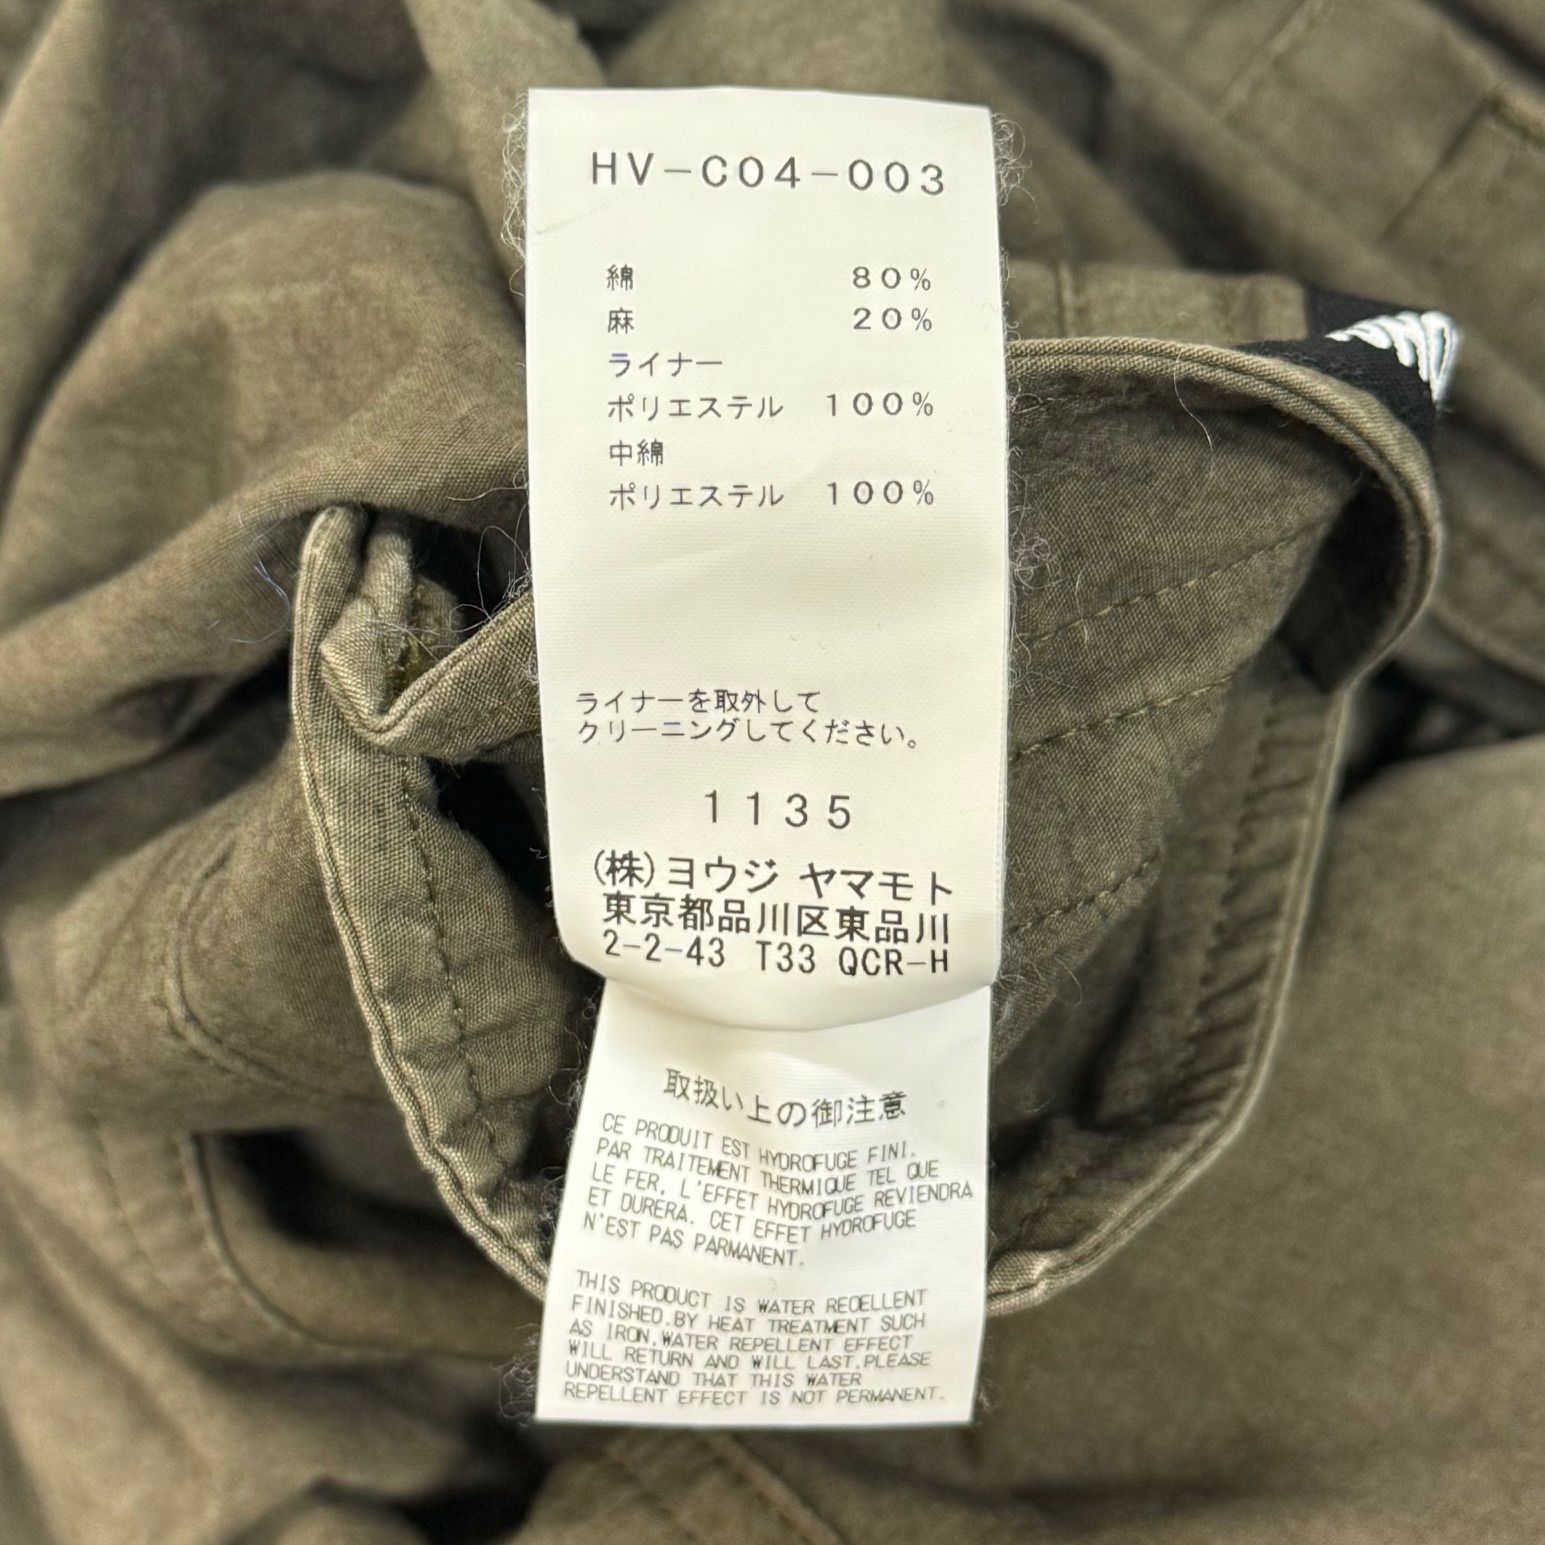 HV-C04-003
綿 80%
麻 20%
ライナー
ポリエステル 100%
中綿
ポリエステル 100%
ライナーを取外して
クリーニングしてください。
1135
(株)ヨウジ ヤマモト
東京都品川区東品川
2-2-43 T33 QCR-H
取扱い上の御注意
CE PRODUIT EST HYDROFUGE FINI.
PAR TRAITEMENT THERMIQUE TEL QUE
LE FER, L'EFFET HYDROFUGE REVIENDRA
ET DURERA. CET EFFET HYDROFUGE
N'EST PAS PARMANENT.
THIS PRODUCT IS WATER REOELLENT
FINISHED.BY HEAT TREATMENT SUCH
AS IRON,WATER REPELLENT EFFECT
WILL RETURN AND WILL LAST.PLEASE
UNDERSTAND THAT THIS WATER
REPELLENT EFFECT IS NOT PERMANENT.